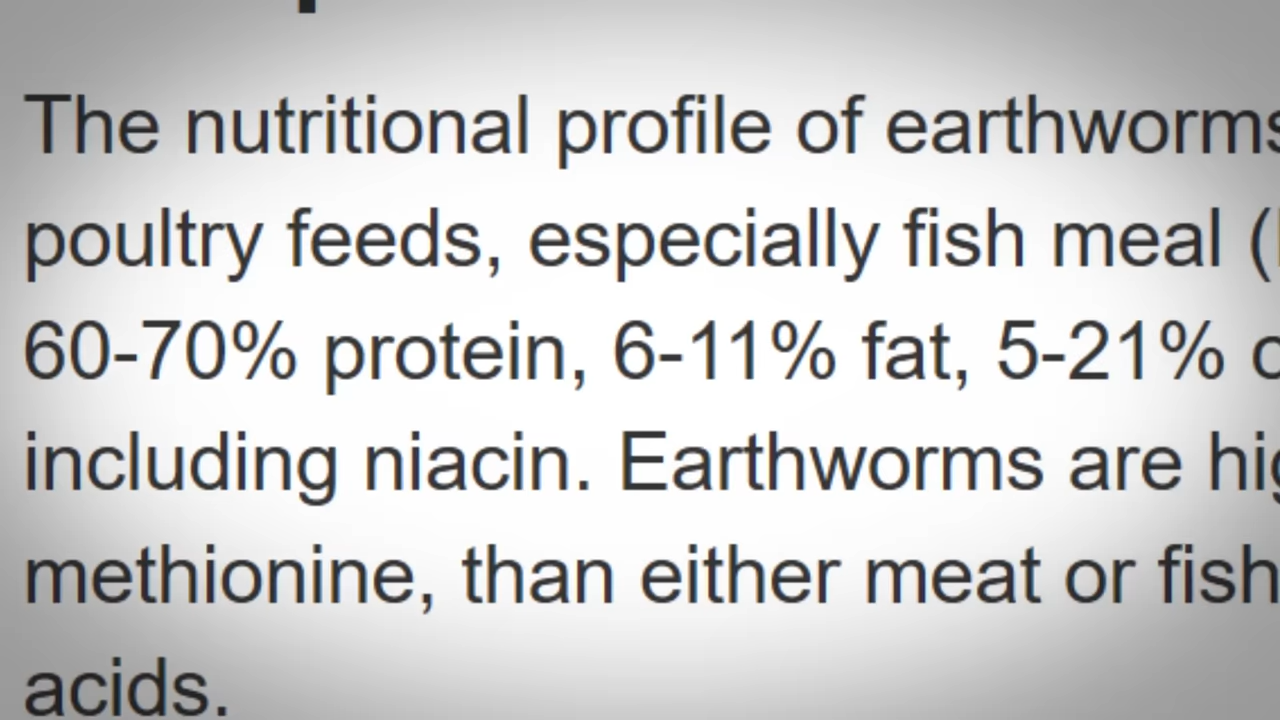 The nutritional profile of earthworms
poultry feeds, especially fish meal (
60-70% protein, 6-11% fat, 5-21% c
including niacin. Earthworms are hig
methionine, than either meat or fish
acids.